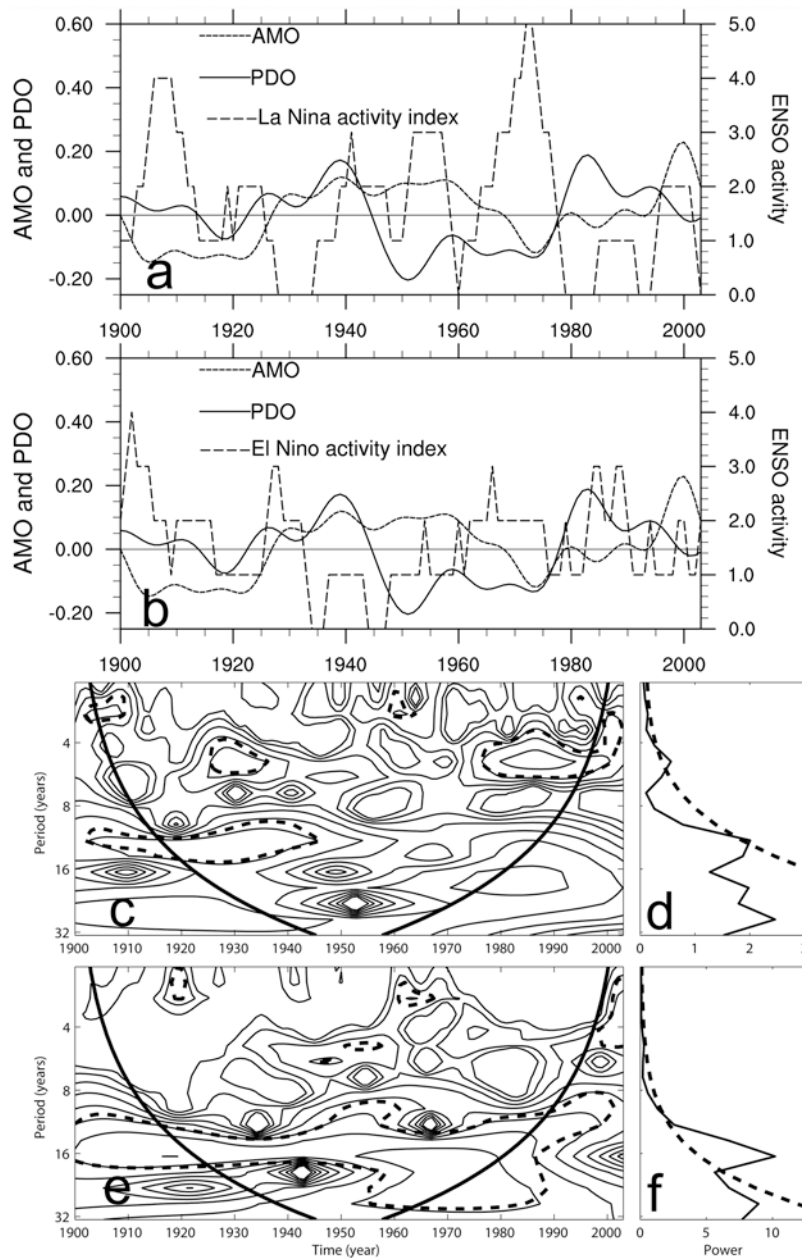 0.60
0.40
0.20
0.00
-0.20
AMO and PDO
AMO
PDO
La Nina activity index
5.0
4.0
3.0
2.0
1.0
0.0
ENSO activity
a
1900 1920 1940 1960 1980 2000
0.60
0.40
0.20
0.00
-0.20
AMO and PDO
AMO
PDO
El Nino activity index
5.0
4.0
3.0
2.0
1.0
0.0
ENSO activity
b
1900 1920 1940 1960 1980 2000
Period (years)
4
8
16
32
c
1900 1910 1920 1930 1940 1950 1960 1970 1980 1990 2000
d
0 1 2 3
Period (years)
4
8
16
32
e
1900 1910 1920 1930 1940 1950 1960 1970 1980 1990 2000
Time (year)
f
0 5 10
Power